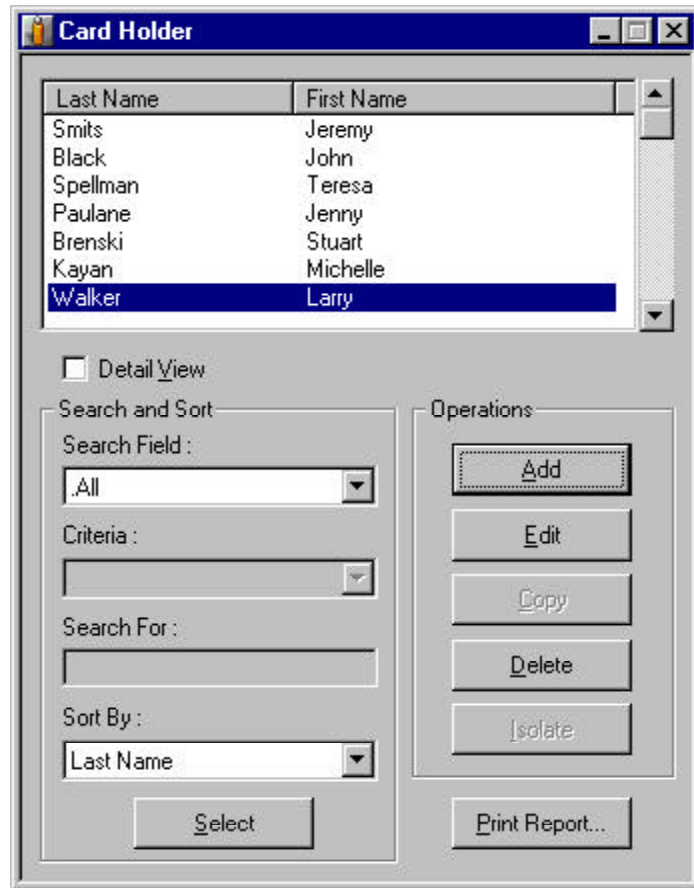 Card Holder
Last Name First Name
Smits Jeremy
Black John
Spellman Teresa
Paulane Jenny
Brenski Stuart
Kayan Michelle
Walker Larry
Detail View
Search and Sort
Search Field :
.All
Criteria :
Search For :
Sort By :
Last Name
Select
Operations
Add
Edit
Copy
Delete
Isolate
Print Report...